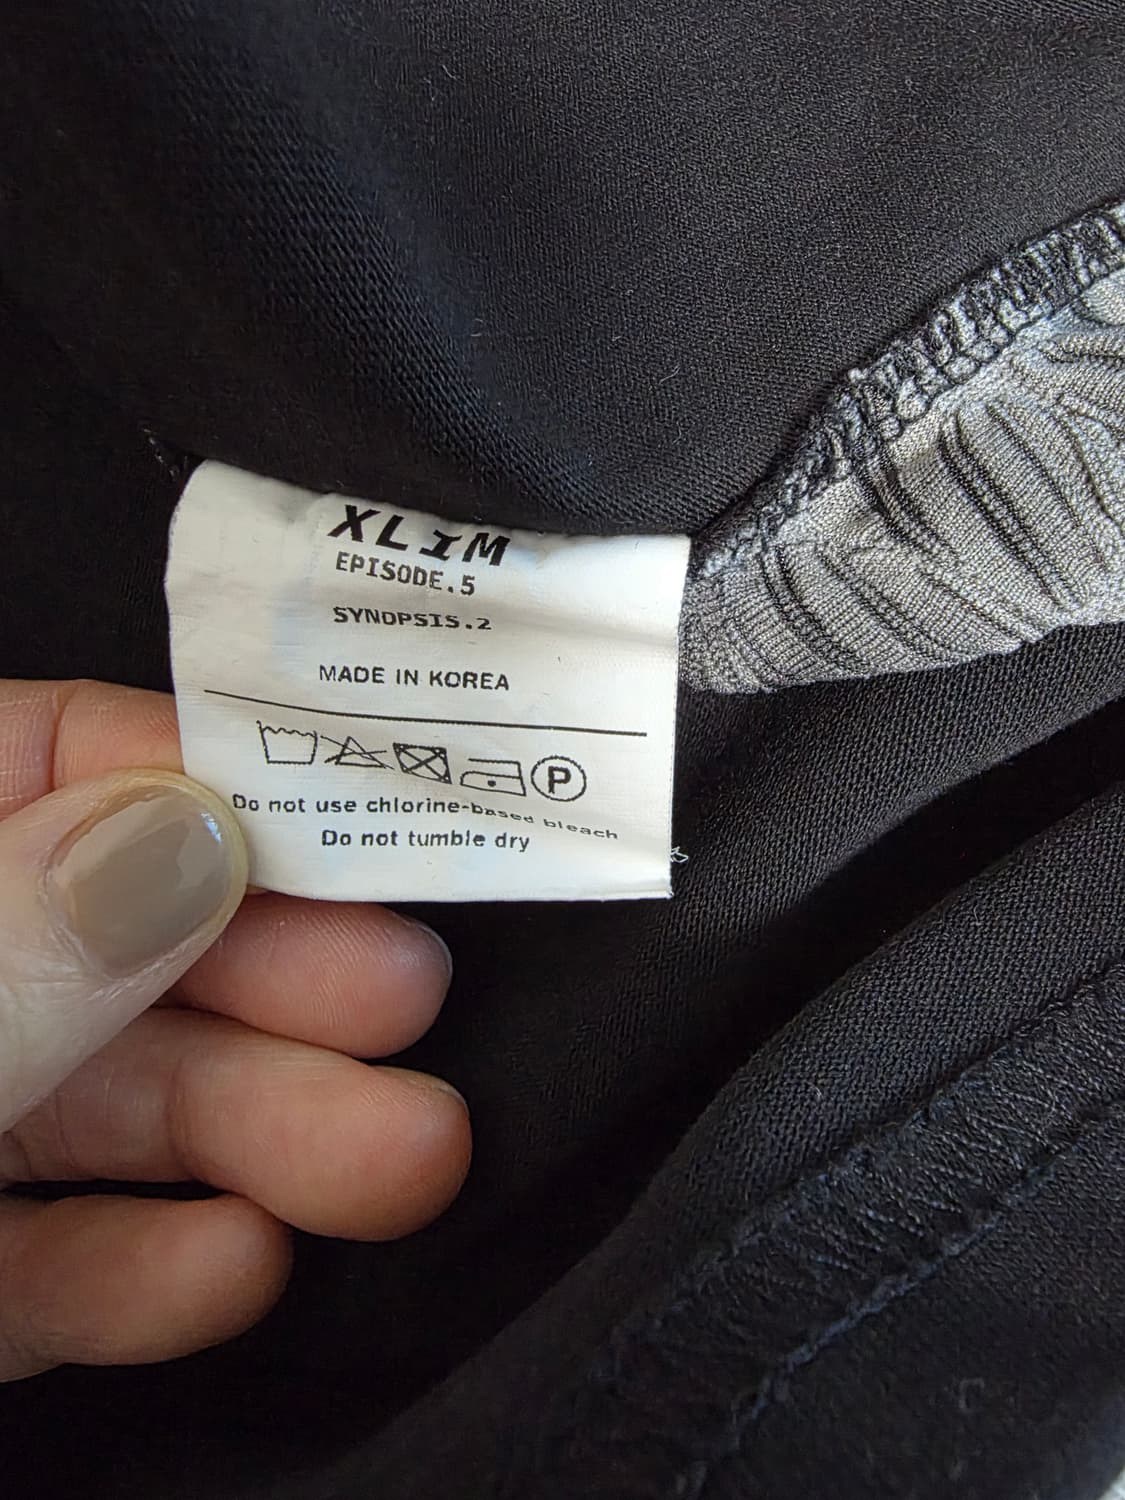 XLIM
EPISODE.5
SYNOPSIS.2
MADE IN KOREA
P
Do not use chlorine-based bleach
Do not tumble dry